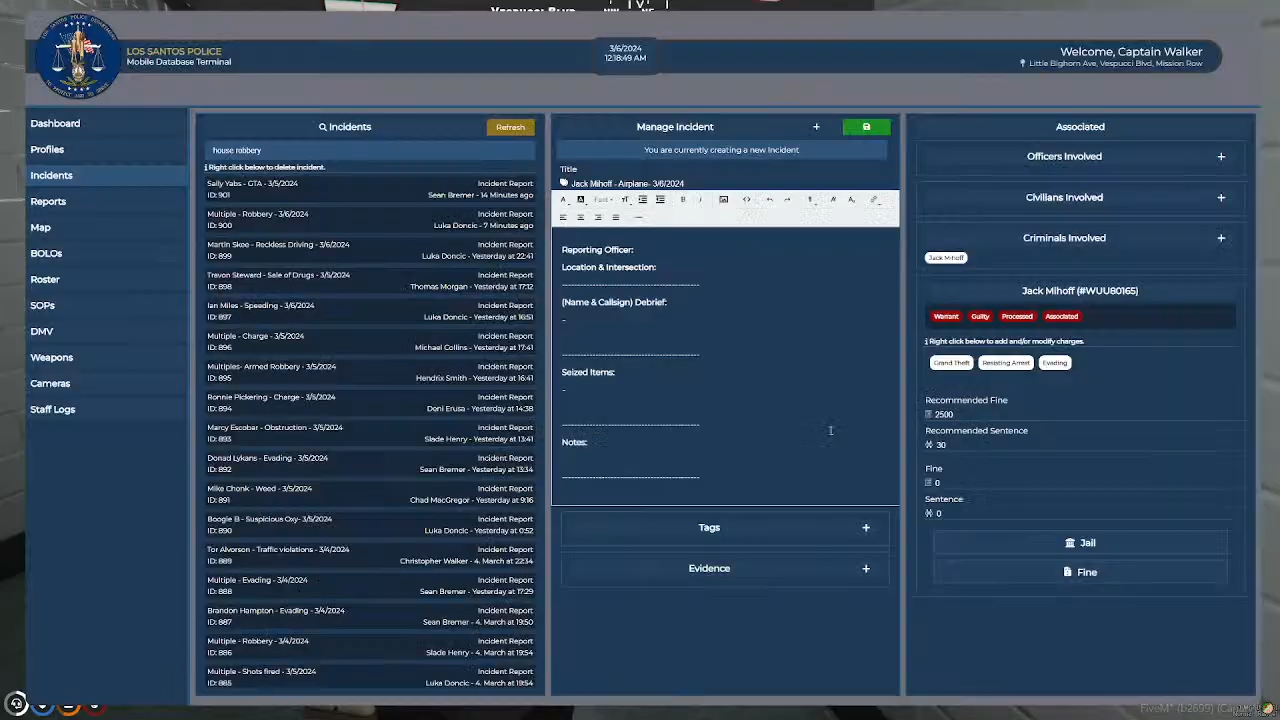 LOS SANTOS POLICE
Mobile Database Terminal
3/6/2024
12:18:49 AM
Welcome, Captain Walker
Little Bighorn Ave, Vespucci Blvd, Mission Row
Dashboard
Profiles
Incidents
Reports
Map
BOLOs
Roster
SOPs
DMV
Weapons
Cameras
Staff Logs
Incidents
Refresh
house robbery
Right click below to delete incident.
Sally Yabs - GTA - 3/5/2024 Incident Report
ID: 901 Sean Bremer - 14 Minutes ago
Multiple - Robbery - 3/6/2024 Incident Report
ID: 900 Luka Doncic - 7 Minutes ago
Martin Skee - Reckless Driving - 3/6/2024 Incident Report
ID: 899 Luka Doncic - Yesterday at 22:41
Travon Steward - Sale of Drugs - 3/5/2024 Incident Report
ID: 898 Thomas Morgan - Yesterday at 17:12
Ian Miles - Speeding - 3/6/2024 Incident Report
ID: 897 Luka Doncic - Yesterday at 16:51
Multiple - Charge - 3/5/2024 Incident Report
ID: 896 Michael Collins - Yesterday at 17:41
Multiples- Armed Robbery - 3/5/2024 Incident Report
ID: 895 Hendrix Smith - Yesterday at 16:41
Ronnie Pickering - Charge - 3/5/2024 Incident Report
ID: 894 Deni Erusa - Yesterday at 14:38
Marcy Escobar - Obstruction - 3/5/2024 Incident Report
ID: 893 Slade Henry - Yesterday at 13:41
Donad Lykans - Evading - 3/5/2024 Incident Report
ID: 892 Sean Bremer - Yesterday at 13:34
Mike Chonk - Weed - 3/5/2024 Incident Report
ID: 891 Chad MacGregor - Yesterday at 9:16
Boogie B - Suspicious Oxy- 3/5/2024 Incident Report
ID: 890 Luka Doncic - Yesterday at 0:52
Tor Alvorson - Traffic violations - 3/4/2024 Incident Report
ID: 889 Christopher Walker - 4. March at 22:34
Multiple - Evading - 3/4/2024 Incident Report
ID: 888 Sean Bremer - Yesterday at 17:29
Brandon Hampton - Evading - 3/4/2024 Incident Report
ID: 887 Sean Bremer - 4. March at 19:50
Multiple - Robbery - 3/4/2024 Incident Report
ID: 886 Slade Henry - 4. March at 19:54
Multiple - Shots fired - 3/5/2024 Incident Report
ID: 885 Luka Doncic - 4. March at 19:54
Manage Incident +
You are currently creating a new Incident
Title
Jack Mihoff - Airplane- 3/6/2024
Reporting Officer:
Location & Intersection:
--------------------------------------------------
(Name & Callsign) Debrief:
-
--------------------------------------------------
Seized Items:
-
--------------------------------------------------
Notes:
--------------------------------------------------
Tags +
Evidence +
Associated
Officers Involved +
Civilians Involved +
Criminals Involved +
Jack Mihoff
Jack Mihoff (#WUU80165)
Warrant Guilty Processed Associated
Right click below to add and/or modify charges.
Grand Theft Resisting Arrest Evading
Recommended Fine
2500
Recommended Sentence
30
Fine
0
Sentence
0
Jail
Fine